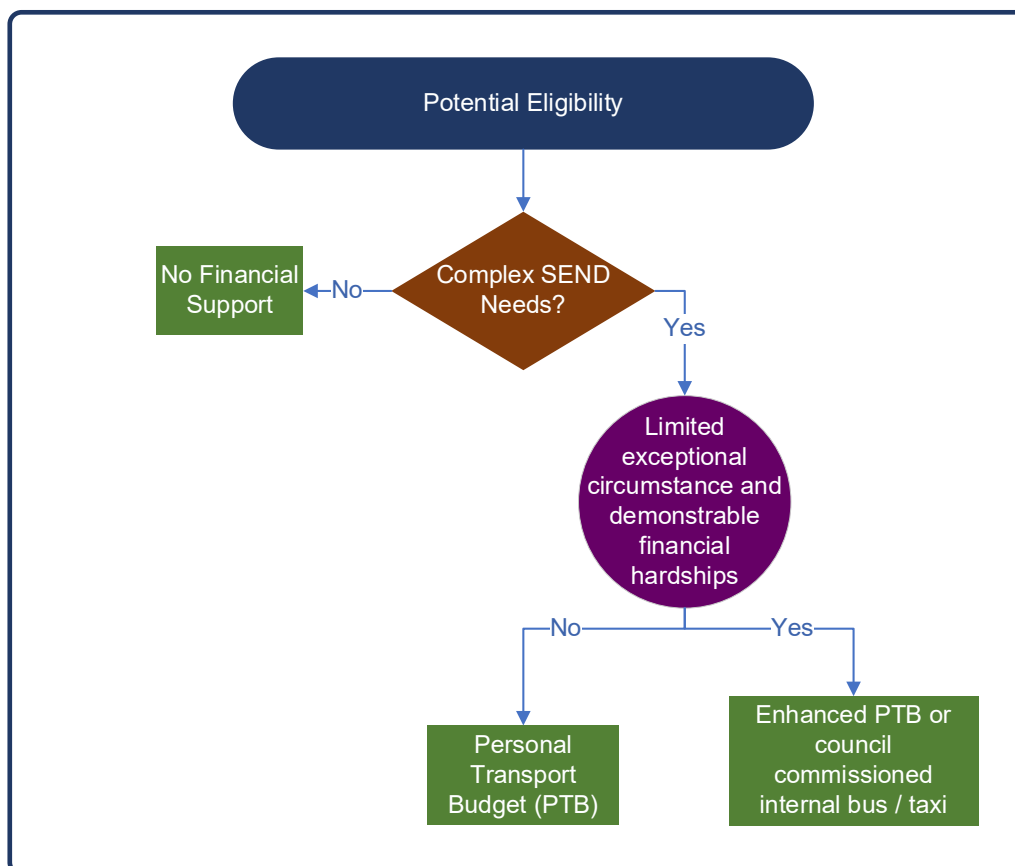 Potential Eligibility
Complex SEND
Needs?
No
No Financial
Support
Yes
Limited
exceptional
circumstance and
demonstrable
financial
hardships
No
Yes
Personal
Transport
Budget (PTB)
Enhanced PTB or
council
commissioned
internal bus / taxi